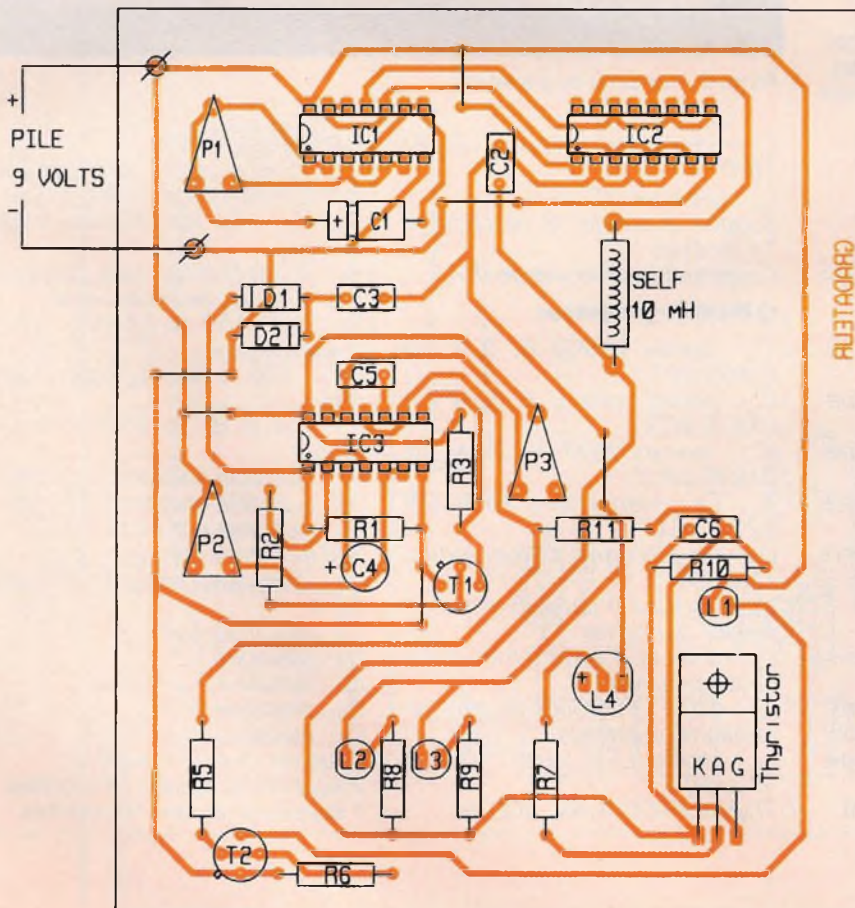 +
PILE
9 VOLTS
-
P1
IC1
IC2
C2
+ C1
SELF
10 мH
D1
C3
D2
C5
IC3
R3
P3
P2
R2
R1
+ C4
T1
R11
C6
R10
L1
+
L4
Thyristor
KAG
R5
L2
R8
L3
R9
R7
T2
R6
GRADATEUR